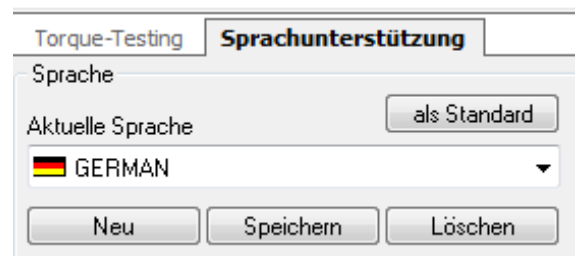 Torque-Testing Sprachunterstützung
Sprache
als Standard
Aktuelle Sprache
GERMAN
Neu Speichern Löschen